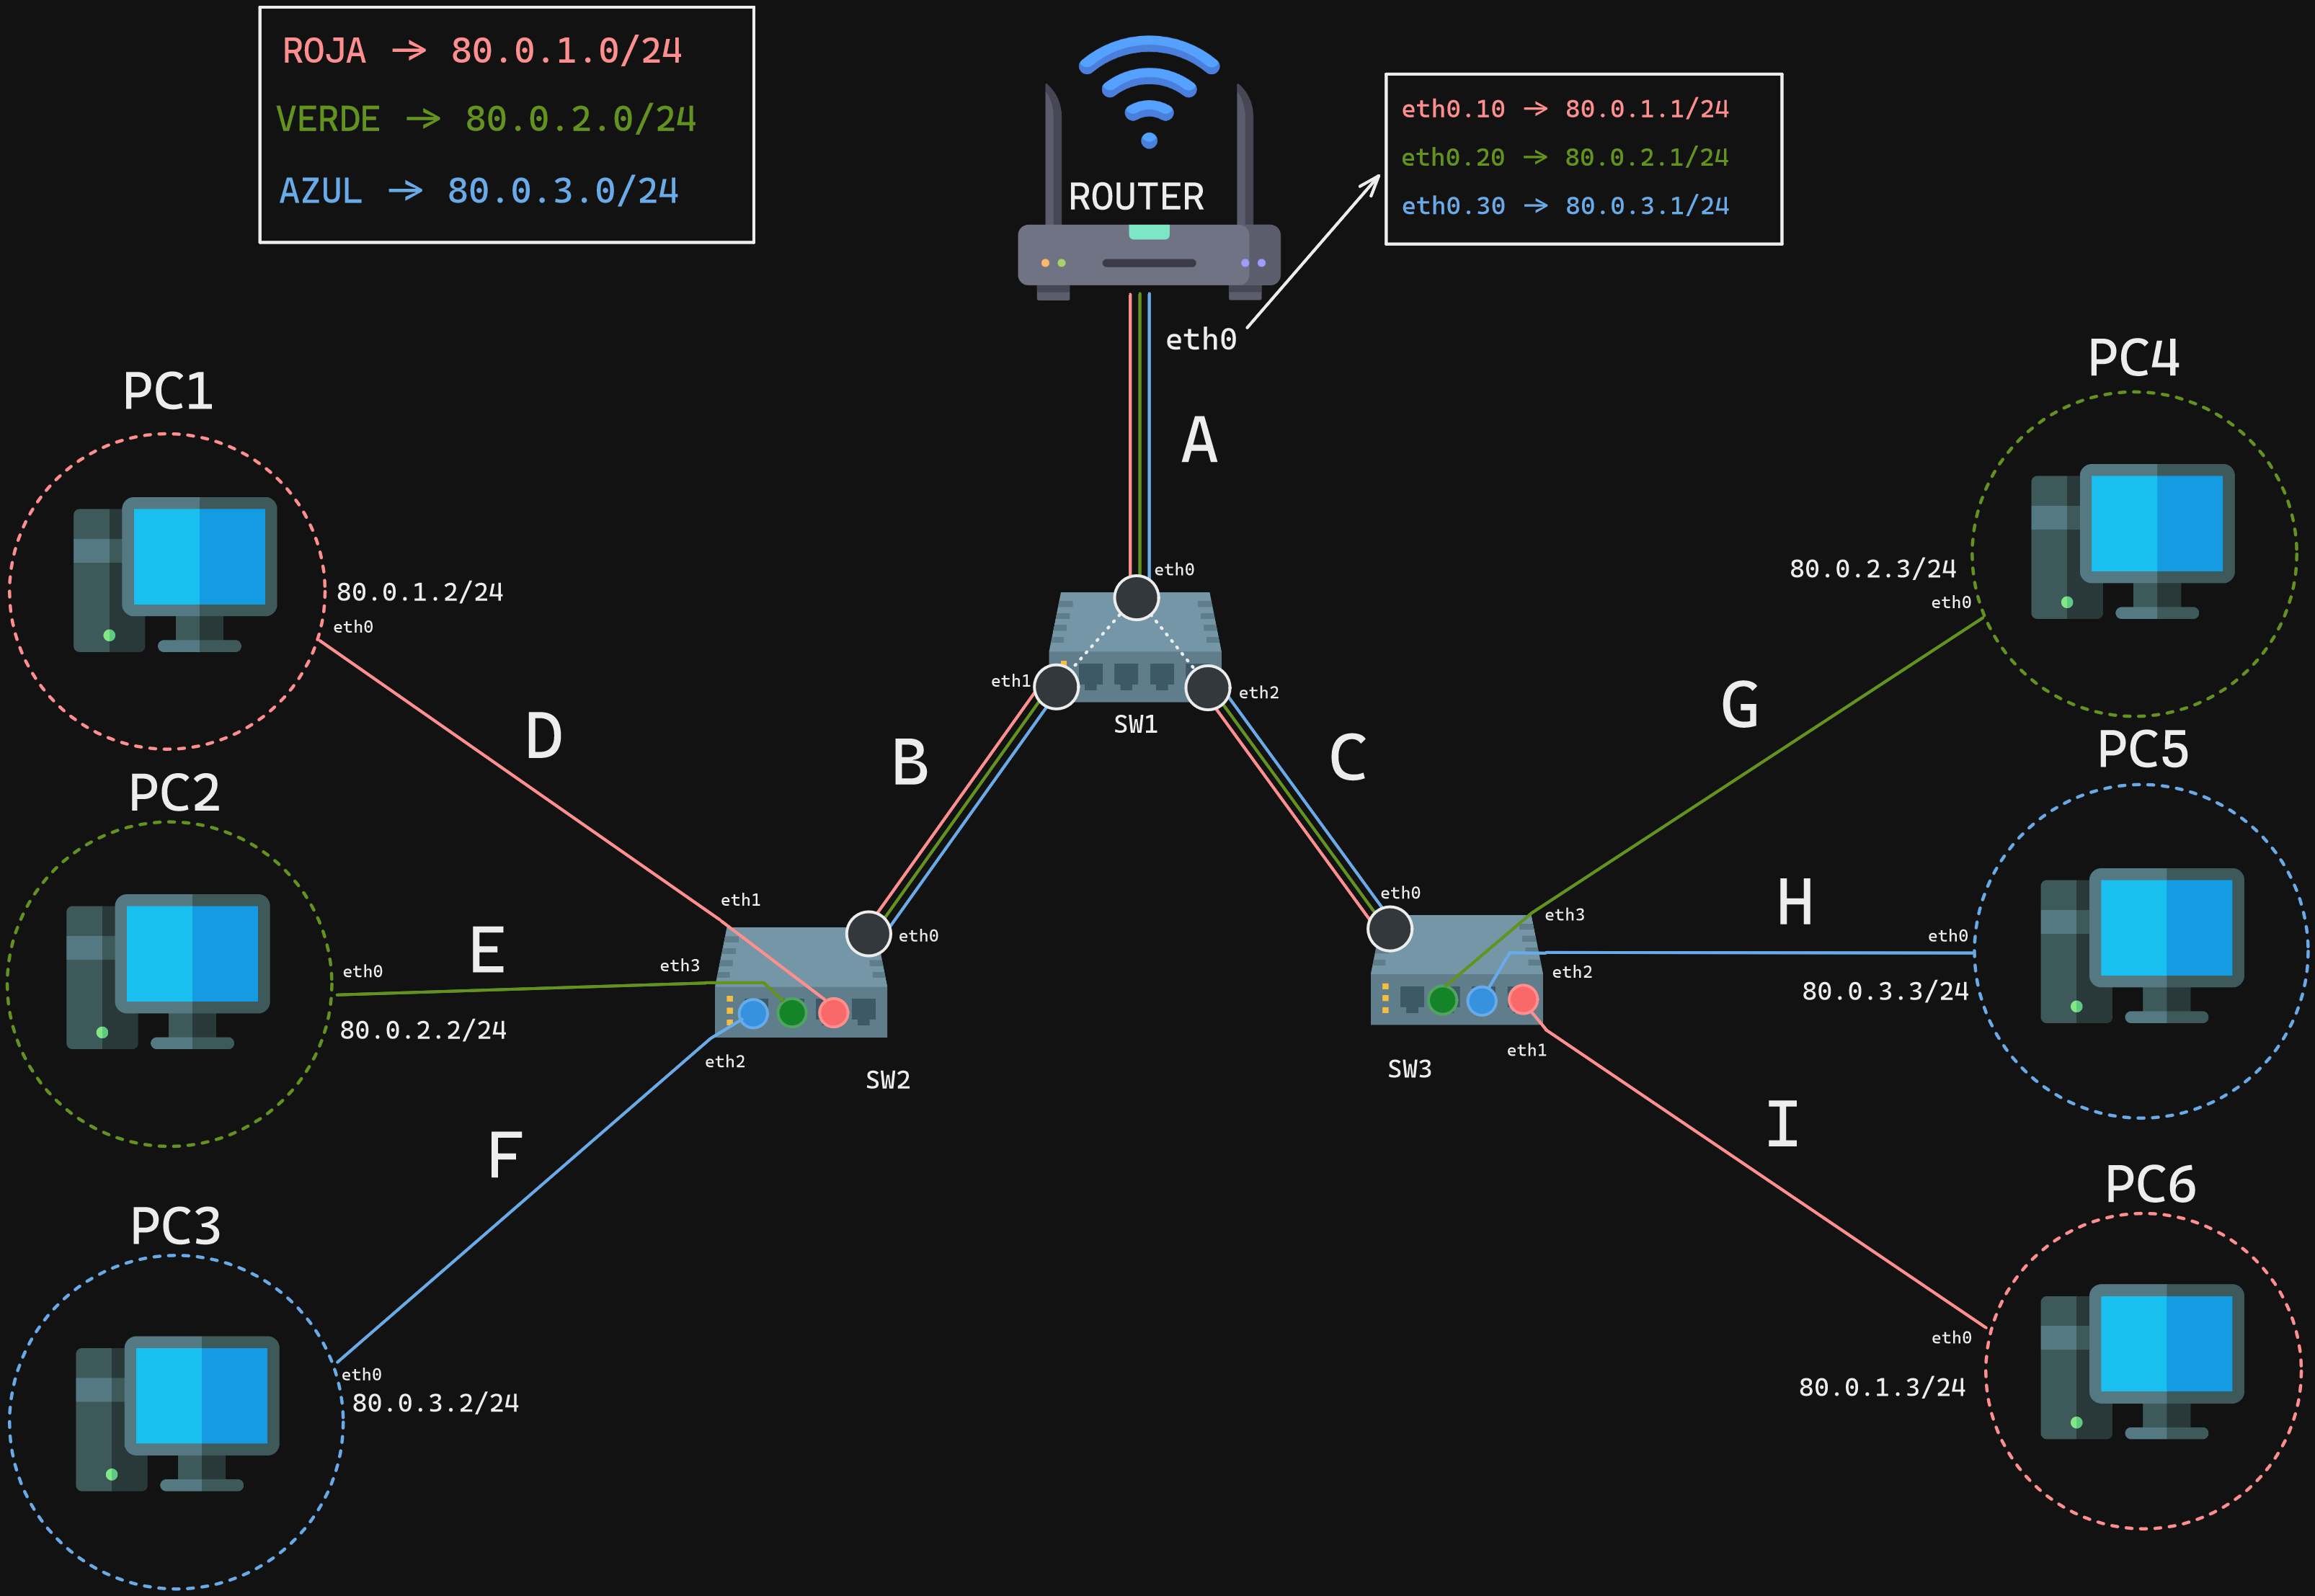 ROJA → 80.0.1.0/24
VERDE → 80.0.2.0/24
AZUL → 80.0.3.0/24
ROUTER
eth0.10 → 80.0.1.1/24
eth0.20 → 80.0.2.1/24
eth0.30 → 80.0.3.1/24
eth0
A
PC1
80.0.1.2/24
eth0
D
PC2
eth0
80.0.2.2/24
E
PC3
eth0
80.0.3.2/24
F
eth0
eth1
eth2
SW1
B
C
eth1
eth3
eth0
eth2
SW2
eth0
eth3
eth2
eth1
SW3
PC4
80.0.2.3/24
eth0
G
PC5
H
eth0
80.0.3.3/24
I
PC6
eth0
80.0.1.3/24